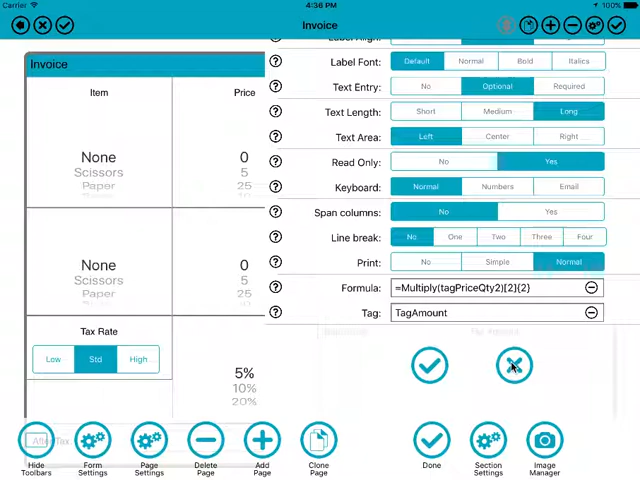 Carrier 4:36 PM 100%
Invoice
Label Align:
Invoice
Label Font: Default Normal Bold Italics
Text Entry: No Optional Required
Item Price
Text Length: Short Medium Long
Text Area: Left Center Right
None 0
Scissors 5
Paper 25
Read Only: No Yes
Keyboard: Normal Numbers Email
Span columns: No Yes
Line break: No One Two Three Four
None 0
Scissors 5
Paper 25
Print: No Simple Normal
Formula: =Multiply(tagPriceQty2)[2]{2}
Tag: TagAmount
Tax Rate
Low Std High
5%
10%
20%
After Tax:
Hide Toolbars
Form Settings
Page Settings
Delete Page
Add Page
Clone Page
Done
Section Settings
Image Manager